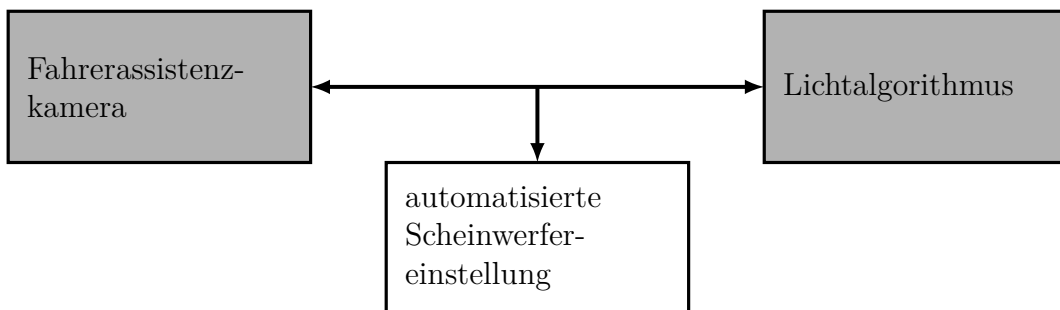 Fahrerassistenz-
kamera
Lichtalgorithmus
automatisierte
Scheinwerfer-
einstellung